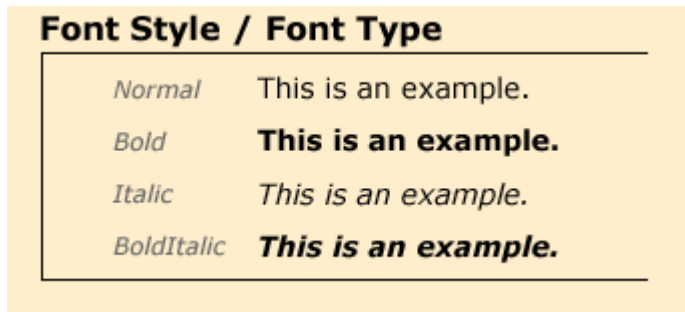 Font Style / Font Type
Normal This is an example.
Bold This is an example.
Italic This is an example.
BoldItalic This is an example.